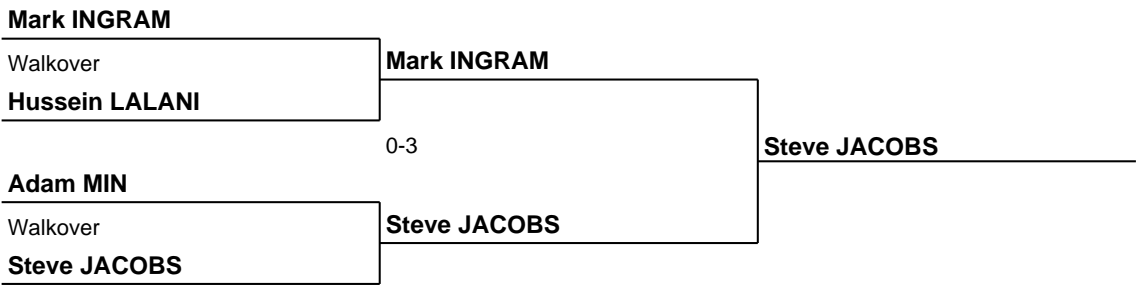 Mark INGRAM
Walkover
Mark INGRAM
Hussein LALANI
0-3
Steve JACOBS
Adam MIN
Walkover
Steve JACOBS
Steve JACOBS